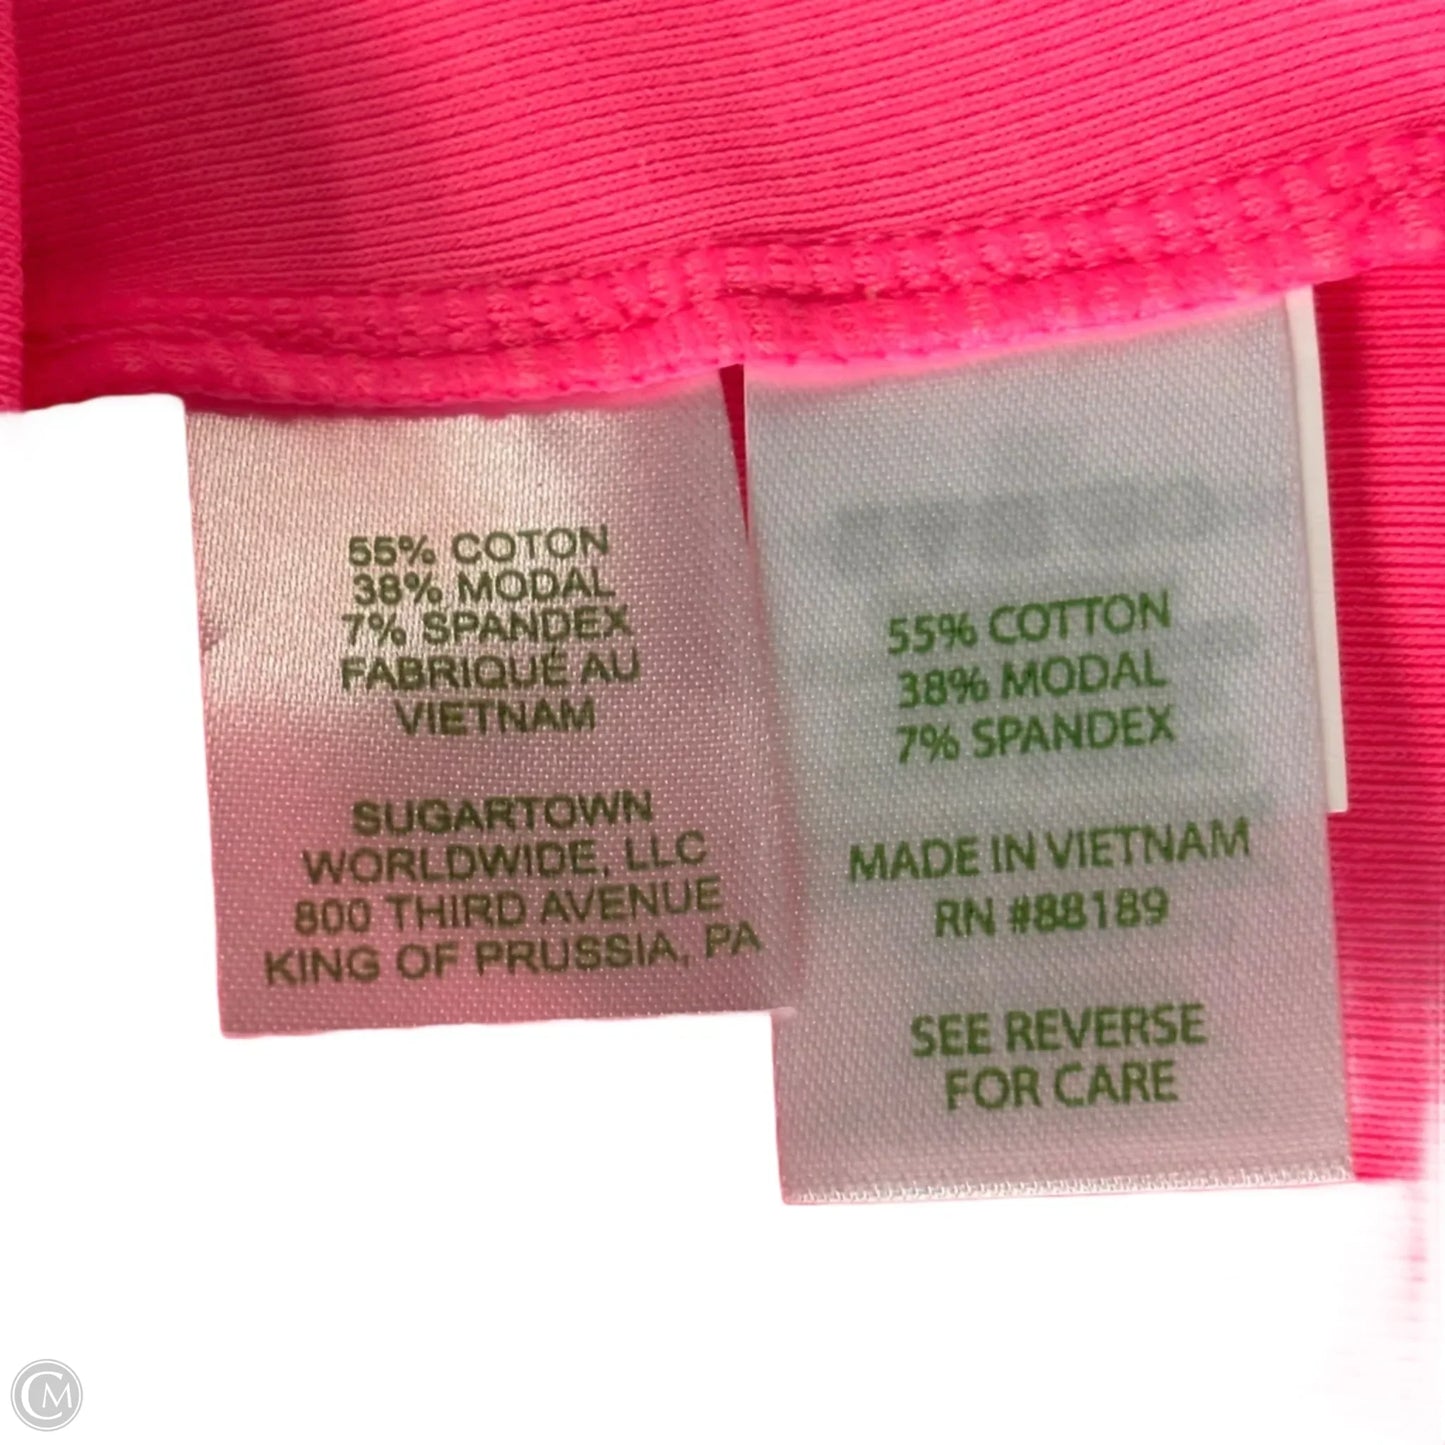 55% COTON
38% MODAL
7% SPANDEX
FABRIQUÉ AU
VIETNAM
SUGARTOWN
WORLDWIDE, LLC
800 THIRD AVENUE
KING OF PRUSSIA, PA
55% COTTON
38% MODAL
7% SPANDEX
MADE IN VIETNAM
RN #88189
SEE REVERSE
FOR CARE
CM